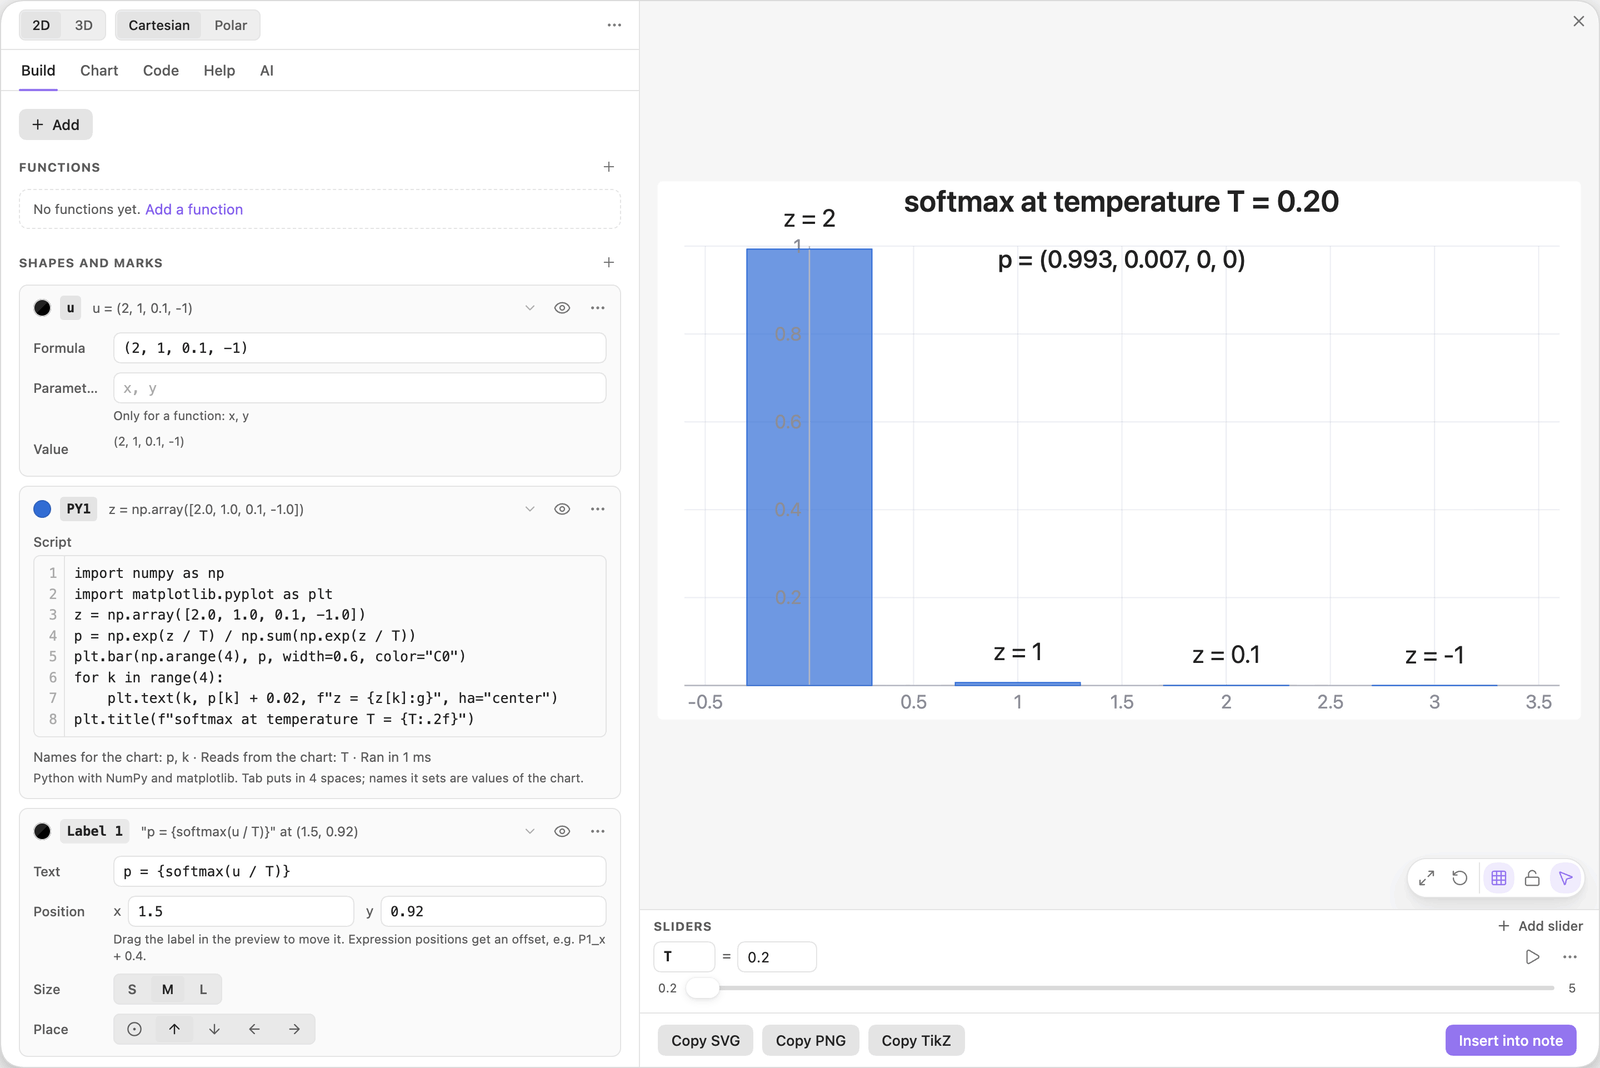 2D 3D Cartesian Polar
Build Chart Code Help AI
+ Add
FUNCTIONS
No functions yet. Add a function
SHAPES AND MARKS
u u = (2, 1, 0.1, -1)
Formula (2, 1, 0.1, −1)
Paramet... x, y
Only for a function: x, y
Value (2, 1, 0.1, -1)
PY1 z = np.array([2.0, 1.0, 0.1, -1.0])
Script
1 import numpy as np
2 import matplotlib.pyplot as plt
3 z = np.array([2.0, 1.0, 0.1, −1.0])
4 p = np.exp(z / T) / np.sum(np.exp(z / T))
5 plt.bar(np.arange(4), p, width=0.6, color="C0")
6 for k in range(4):
7     plt.text(k, p[k] + 0.02, f"z = {z[k]:g}", ha="center")
8 plt.title(f"softmax at temperature T = {T:.2f}")
Names for the chart: p, k · Reads from the chart: T · Ran in 1 ms
Python with NumPy and matplotlib. Tab puts in 4 spaces; names it sets are values of the chart.
Label 1 "p = {softmax(u / T)}" at (1.5, 0.92)
Text p = {softmax(u / T)}
Position x 1.5 y 0.92
Drag the label in the preview to move it. Expression positions get an offset, e.g. P1_x
+ 0.4.
Size S M L
Place
softmax at temperature T = 0.20
z = 2
p = (0.993, 0.007, 0, 0)
1
0.8
0.6
0.4
0.2
z = 1 z = 0.1 z = -1
-0.5 0.5 1 1.5 2 2.5 3 3.5
SLIDERS + Add slider
T = 0.2
0.2 5
Copy SVG Copy PNG Copy TikZ Insert into note